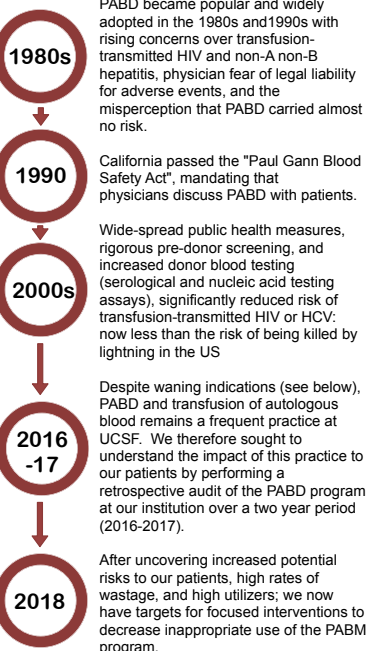 PABD became popular and widely
adopted in the 1980s and1990s with
rising concerns over transfusion-
transmitted HIV and non-A non-B
hepatitis, physician fear of legal liability
for adverse events, and the
misperception that PABD carried almost
no risk.
1980s
1990
California passed the "Paul Gann Blood
Safety Act", mandating that
physicians discuss PABD with patients.
2000s
Wide-spread public health measures,
rigorous pre-donor screening, and
increased donor blood testing
(serological and nucleic acid testing
assays), significantly reduced risk of
transfusion-transmitted HIV or HCV:
now less than the risk of being killed by
lightning in the US
2016
-17
Despite waning indications (see below),
PABD and transfusion of autologous
blood remains a frequent practice at
UCSF.  We therefore sought to
understand the impact of this practice to
our patients by performing a
retrospective audit of the PABD program
at our institution over a two year period
(2016-2017).
2018
After uncovering increased potential
risks to our patients, high rates of
wastage, and high utilizers; we now
have targets for focused interventions to
decrease inappropriate use of the PABM
program.